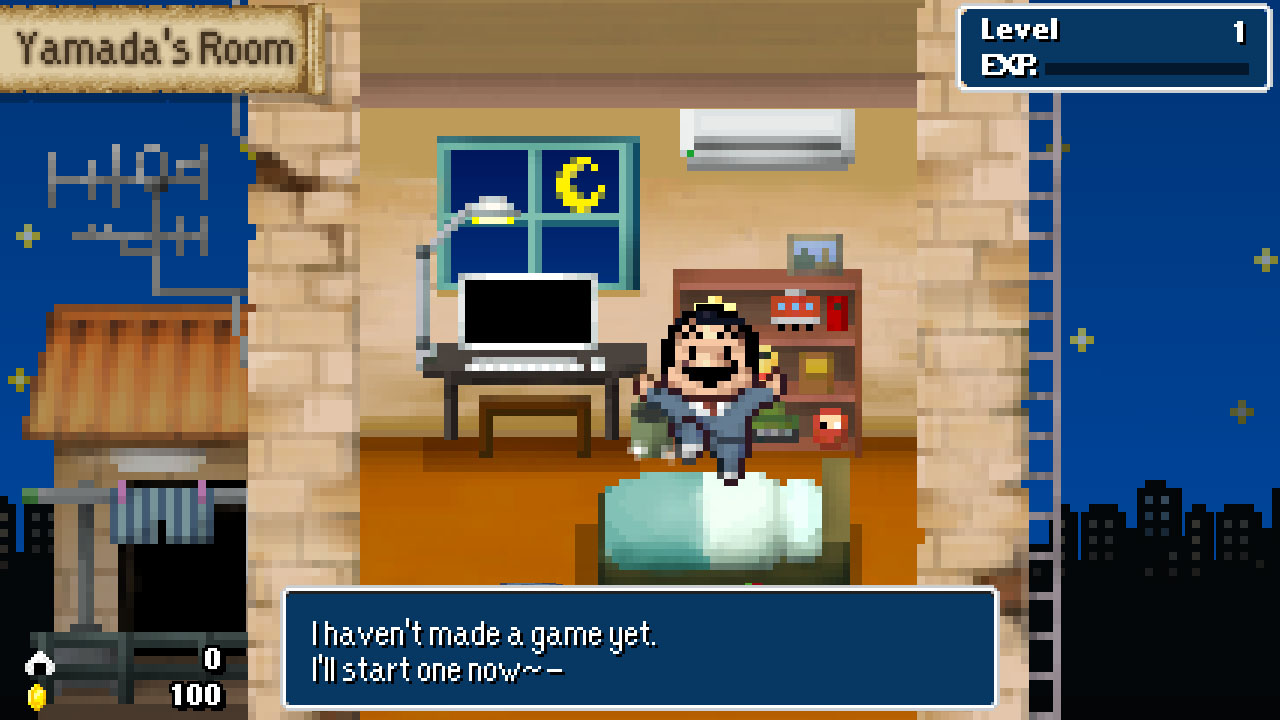 Yamada's Room
Level 1
EXP.
I haven't made a game yet.
I'll start one now~–
0
100